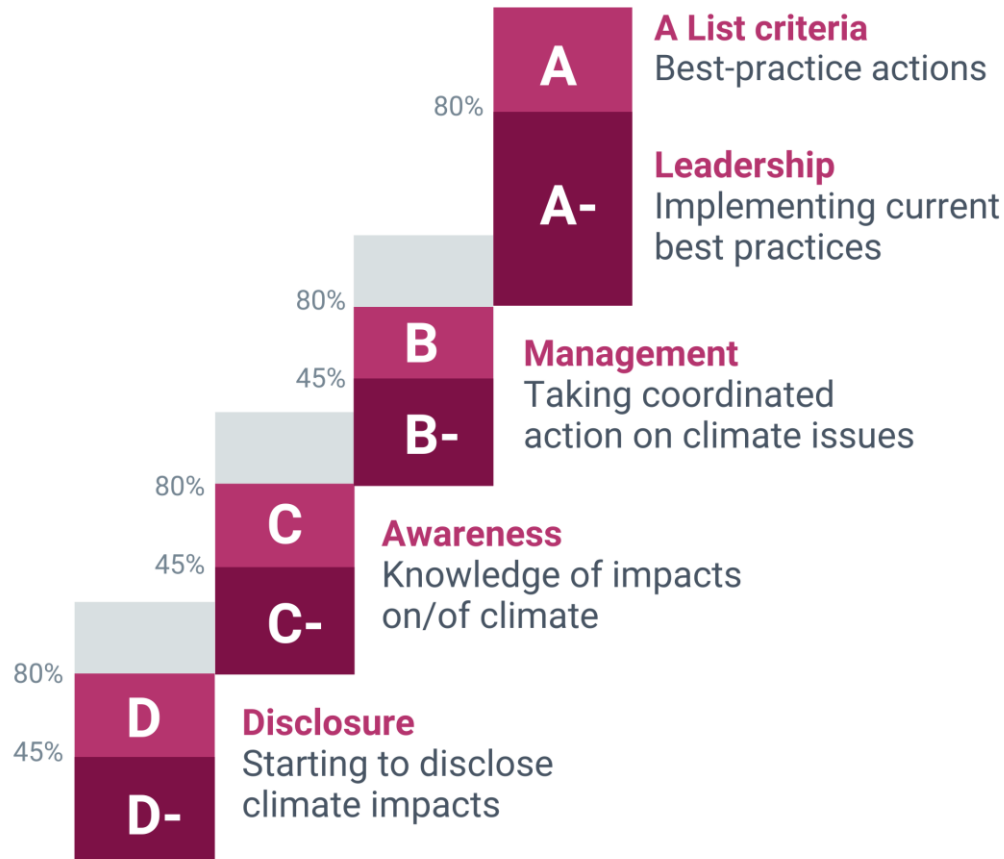 A
A List criteria
Best-practice actions
80%
A-
Leadership
Implementing current
best practices
80%
B
Management
45%
Taking coordinated
B-
action on climate issues
80%
C
Awareness
45%
Knowledge of impacts
C-
on/of climate
80%
D
Disclosure
45%
Starting to disclose
D-
climate impacts